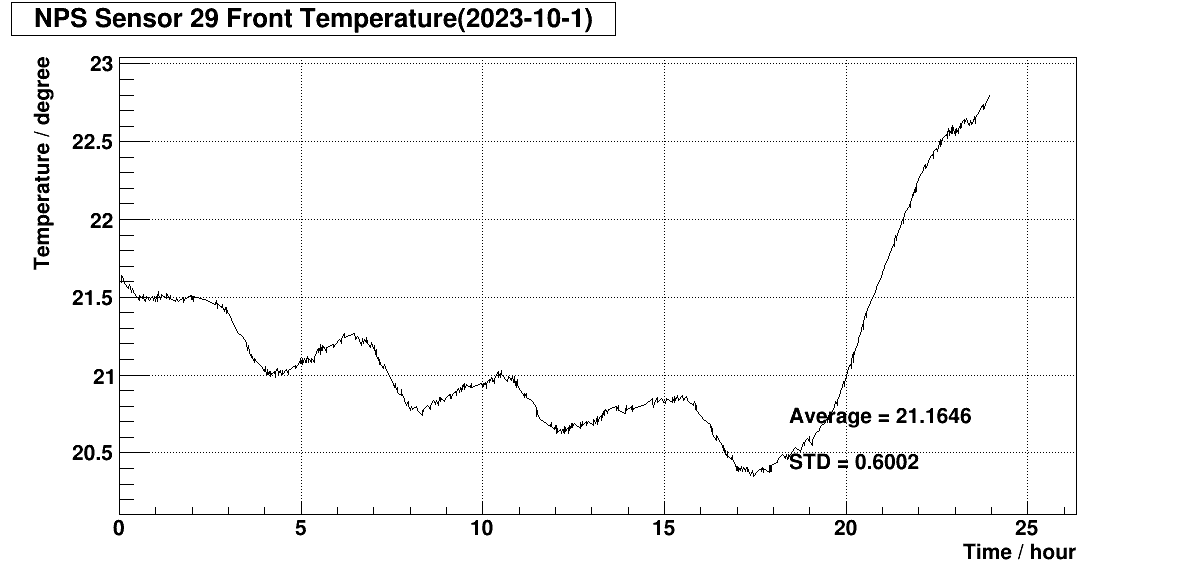 NPS Sensor 29 Front Temperature(2023-10-1)
Temperature / degree
23
22.5
22
21.5
21
20.5
Average = 21.1646
STD = 0.6002
0 5 10 15 20 25
Time / hour